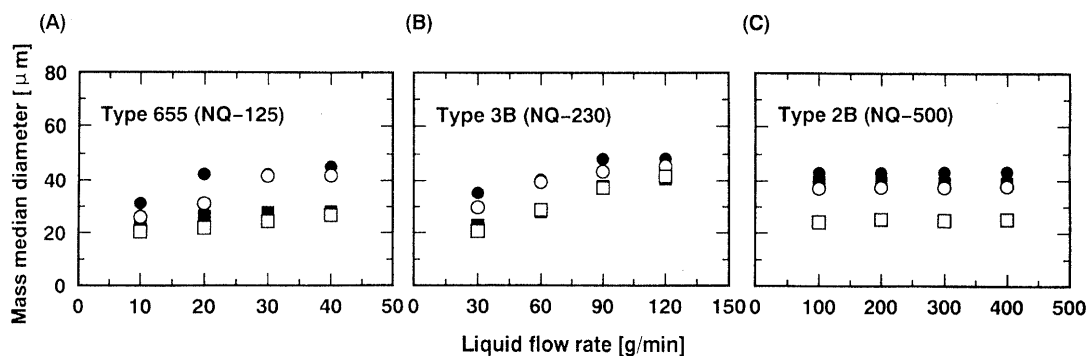 (A) (B) (C)
Mass median diameter [μm]
80
60
40
20
0
Type 655 (NQ-125)
0 10 20 30 40 50
Type 3B (NQ-230)
0 30 60 90 120 150
Type 2B (NQ-500)
0 100 200 300 400 500
Liquid flow rate [g/min]